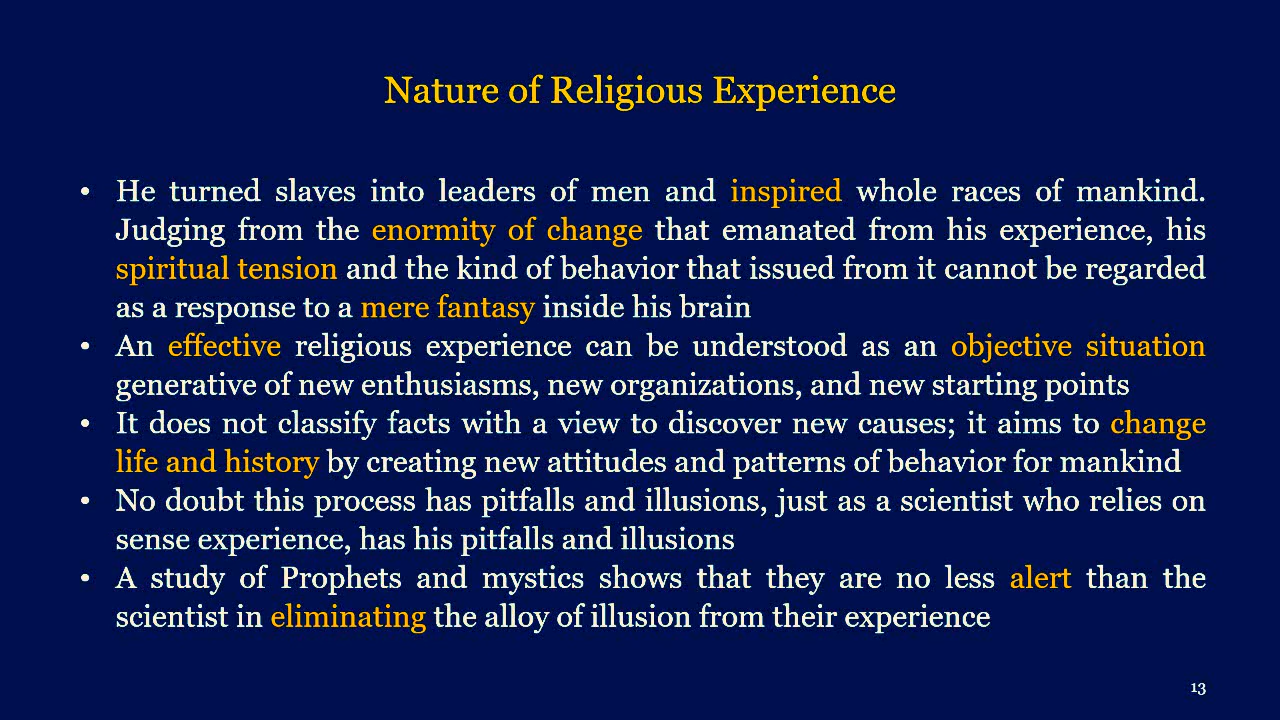 Nature of Religious Experience
• He turned slaves into leaders of men and inspired whole races of mankind.
Judging from the enormity of change that emanated from his experience, his
spiritual tension and the kind of behavior that issued from it cannot be regarded
as a response to a mere fantasy inside his brain
• An effective religious experience can be understood as an objective situation
generative of new enthusiasms, new organizations, and new starting points
• It does not classify facts with a view to discover new causes; it aims to change
life and history by creating new attitudes and patterns of behavior for mankind
• No doubt this process has pitfalls and illusions, just as a scientist who relies on
sense experience, has his pitfalls and illusions
• A study of Prophets and mystics shows that they are no less alert than the
scientist in eliminating the alloy of illusion from their experience
13